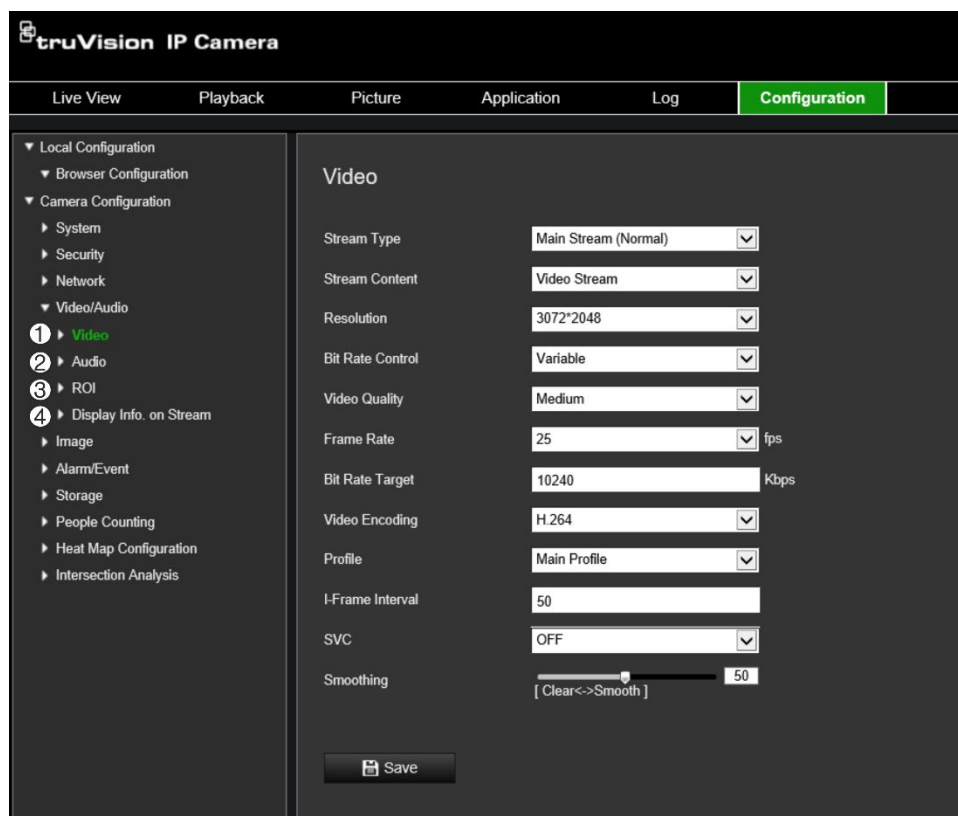 truVision IP Camera
Live View Playback Picture Application Log Configuration
Local Configuration
Browser Configuration
Camera Configuration
System
Security
Network
Video/Audio
1 Video
2 Audio
3 ROI
4 Display Info. on Stream
Image
Alarm/Event
Storage
People Counting
Heat Map Configuration
Intersection Analysis
Video
Stream Type Main Stream (Normal)
Stream Content Video Stream
Resolution 3072*2048
Bit Rate Control Variable
Video Quality Medium
Frame Rate 25 fps
Bit Rate Target 10240 Kbps
Video Encoding H.264
Profile Main Profile
I-Frame Interval 50
SVC OFF
Smoothing 50
[ Clear<->Smooth ]
Save